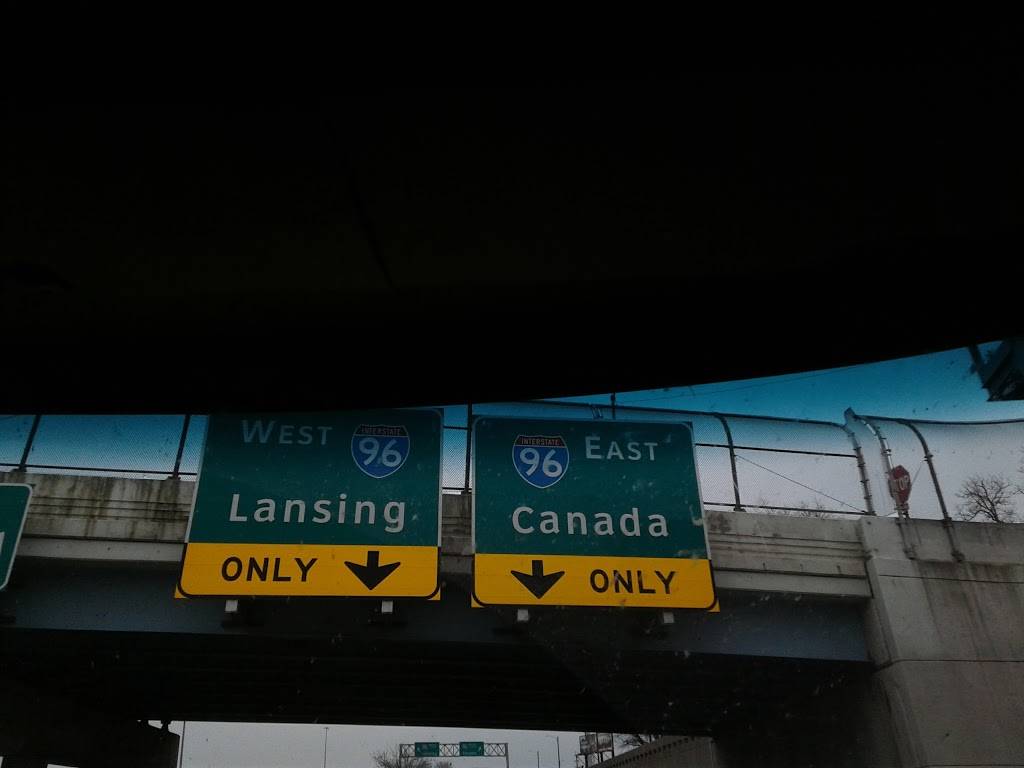 WEST
INTERSTATE
96
Lansing
ONLY
INTERSTATE
96
EAST
Canada
ONLY
STOP